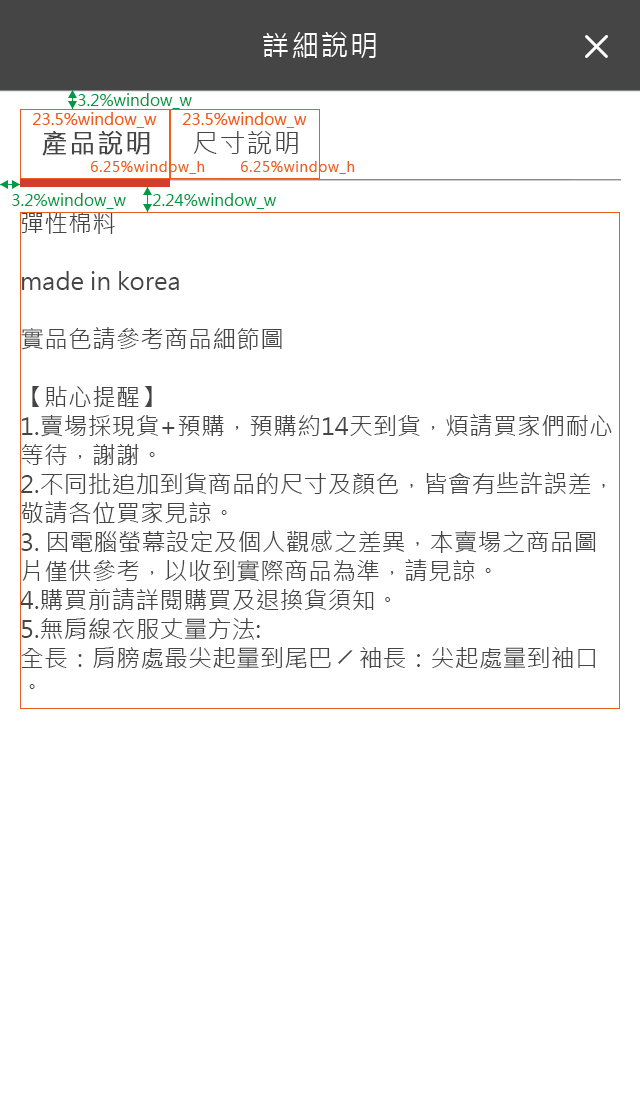 詳細說明
3.2%window_w
23.5%window_w 23.5%window_w
產品說明 尺寸說明
6.25%window_h 6.25%window_h
3.2%window_w 2.24%window_w
彈性棉料
made in korea
實品色請參考商品細節圖
【貼心提醒】
1.賣場採現貨+預購，預購約14天到貨，煩請買家們耐心
等待，謝謝。
2.不同批追加到貨商品的尺寸及顏色，皆會有些許誤差，
敬請各位買家見諒。
3. 因電腦螢幕設定及個人觀感之差異，本賣場之商品圖
片僅供參考，以收到實際商品為準，請見諒。
4.購買前請詳閱購買及退換貨須知。
5.無肩線衣服丈量方法:
全長：肩膀處最尖起量到尾巴／袖長：尖起處量到袖口
。